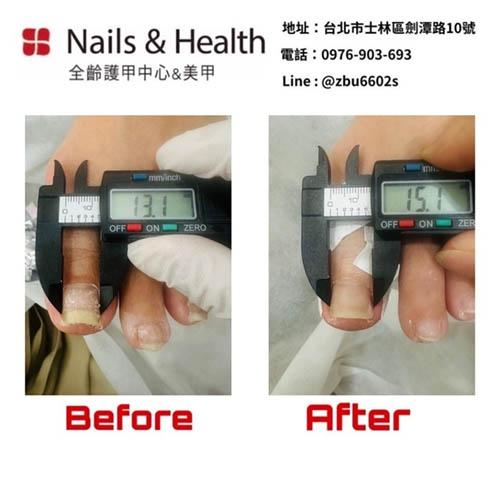 Nails & Health
全齡護甲中心&美甲
地址：台北市士林區劍潭路10號
電話：0976-903-693
Line : @zbu6602s
mm/inch
13.1
OFF ON ZERO
mm/inch
15.1
OFF ON ZERO
Before
After